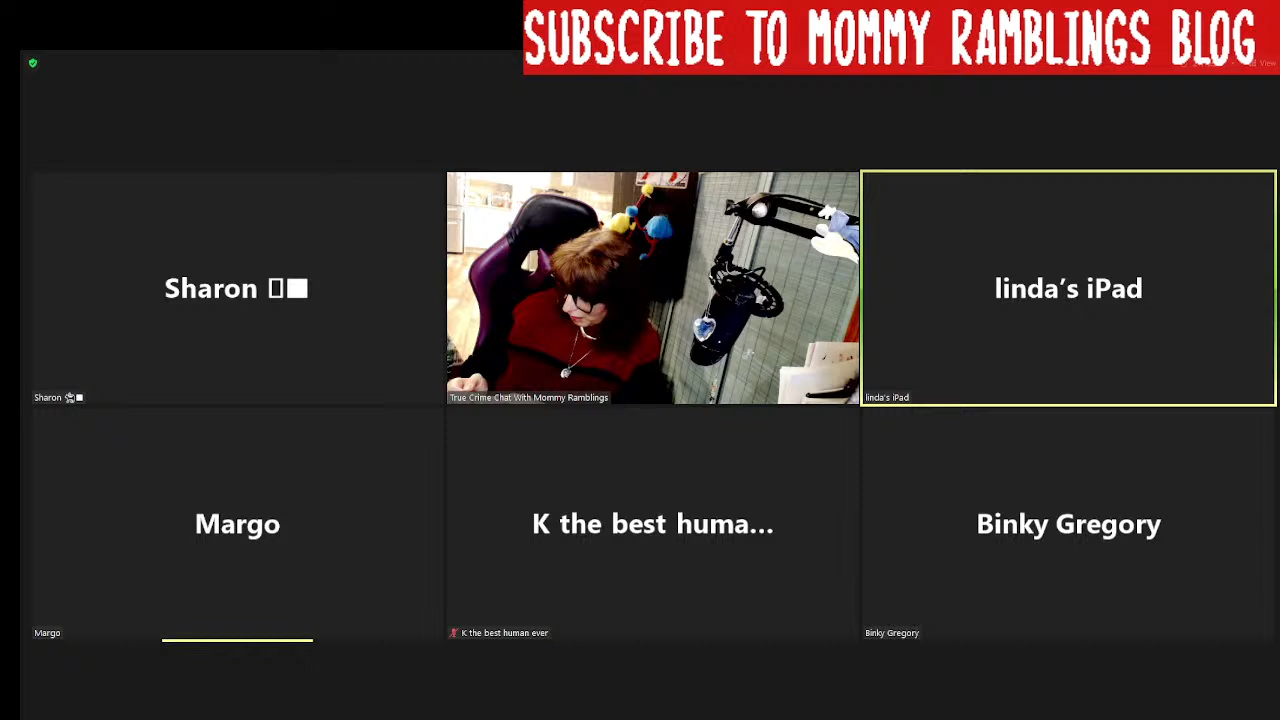 SUBSCRIBE TO MOMMY RAMBLINGS BLOG
View
Sharon
linda's iPad
Sharon
True Crime Chat With Mommy Ramblings
linda's iPad
Margo
K the best huma...
Binky Gregory
Margo
K the best human ever
Binky Gregory